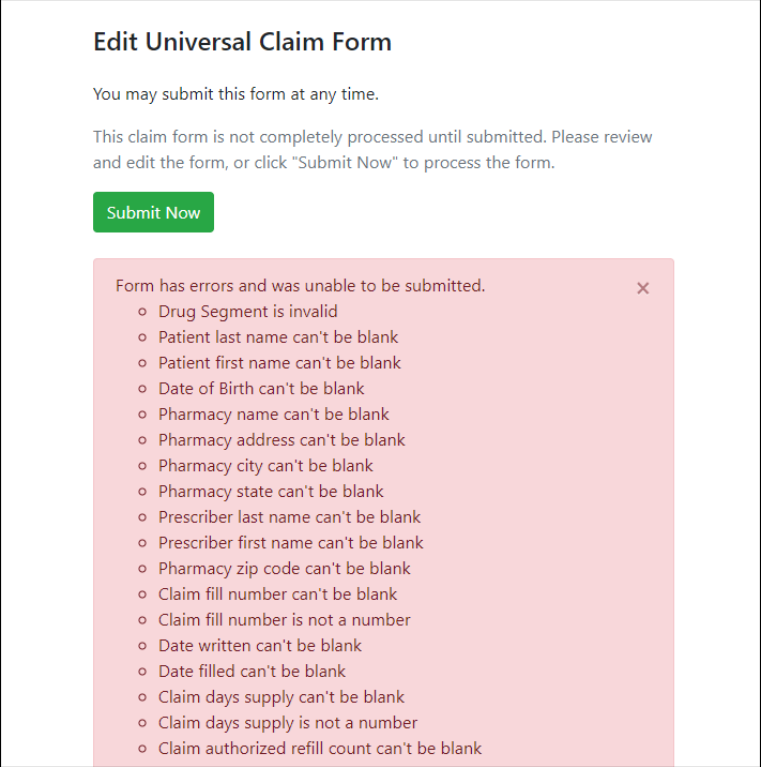 Edit Universal Claim Form
You may submit this form at any time.
This claim form is not completely processed until submitted. Please review
and edit the form, or click "Submit Now" to process the form.
Submit Now
Form has errors and was unable to be submitted.
Drug Segment is invalid
Patient last name can't be blank
Patient first name can't be blank
Date of Birth can't be blank
Pharmacy name can't be blank
Pharmacy address can't be blank
Pharmacy city can't be blank
Pharmacy state can't be blank
Prescriber last name can't be blank
Prescriber first name can't be blank
Pharmacy zip code can't be blank
Claim fill number can't be blank
Claim fill number is not a number
Date written can't be blank
Date filled can't be blank
Claim days supply can't be blank
Claim days supply is not a number
Claim authorized refill count can't be blank